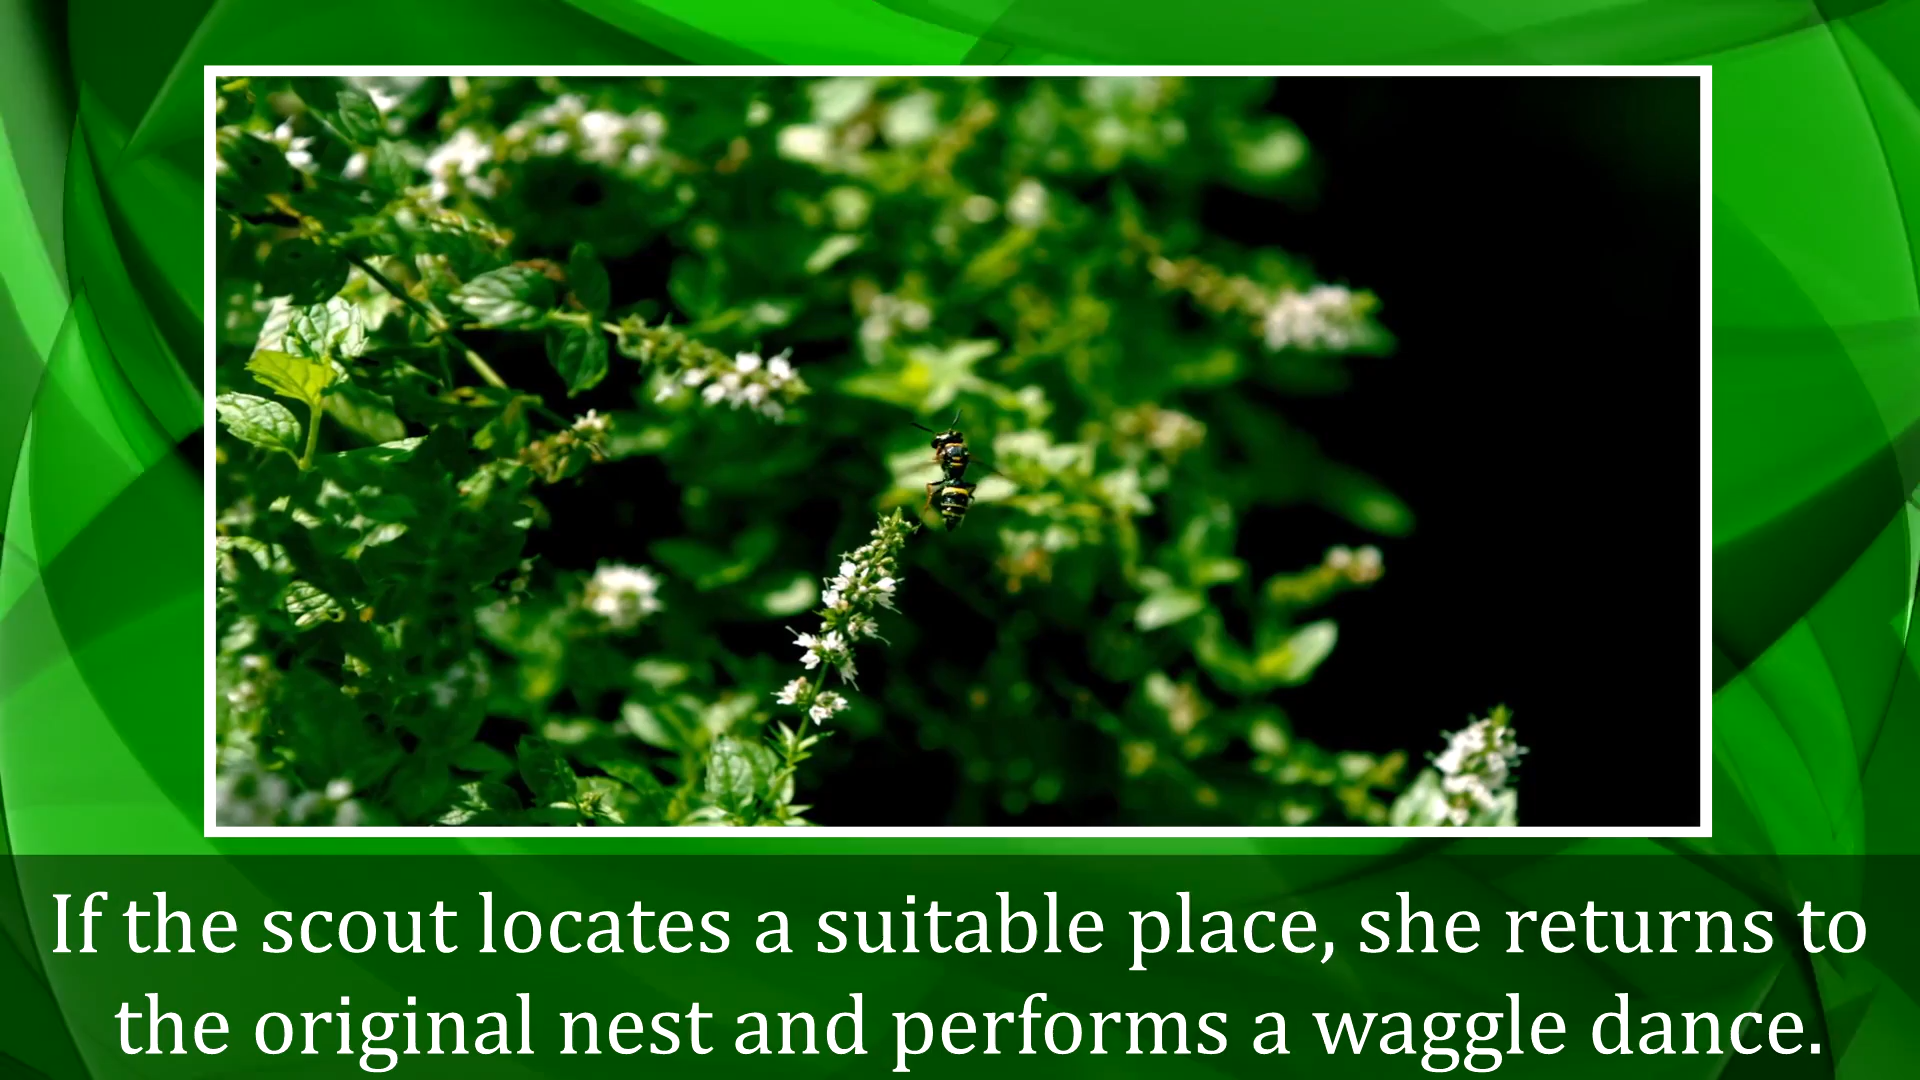 If the scout locates a suitable place, she returns to
the original nest and performs a waggle dance.